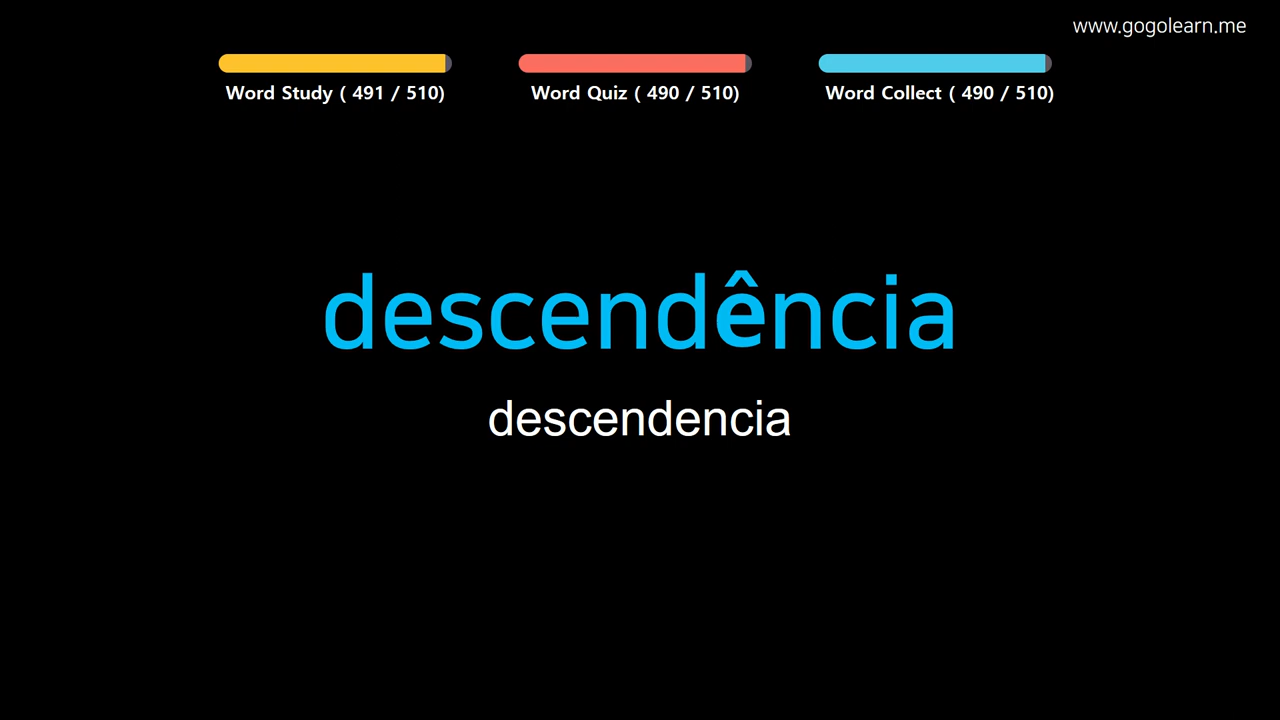 www.gogolearn.me
Word Study ( 491 / 510)
Word Quiz ( 490 / 510)
Word Collect ( 490 / 510)
descendência
descendencia